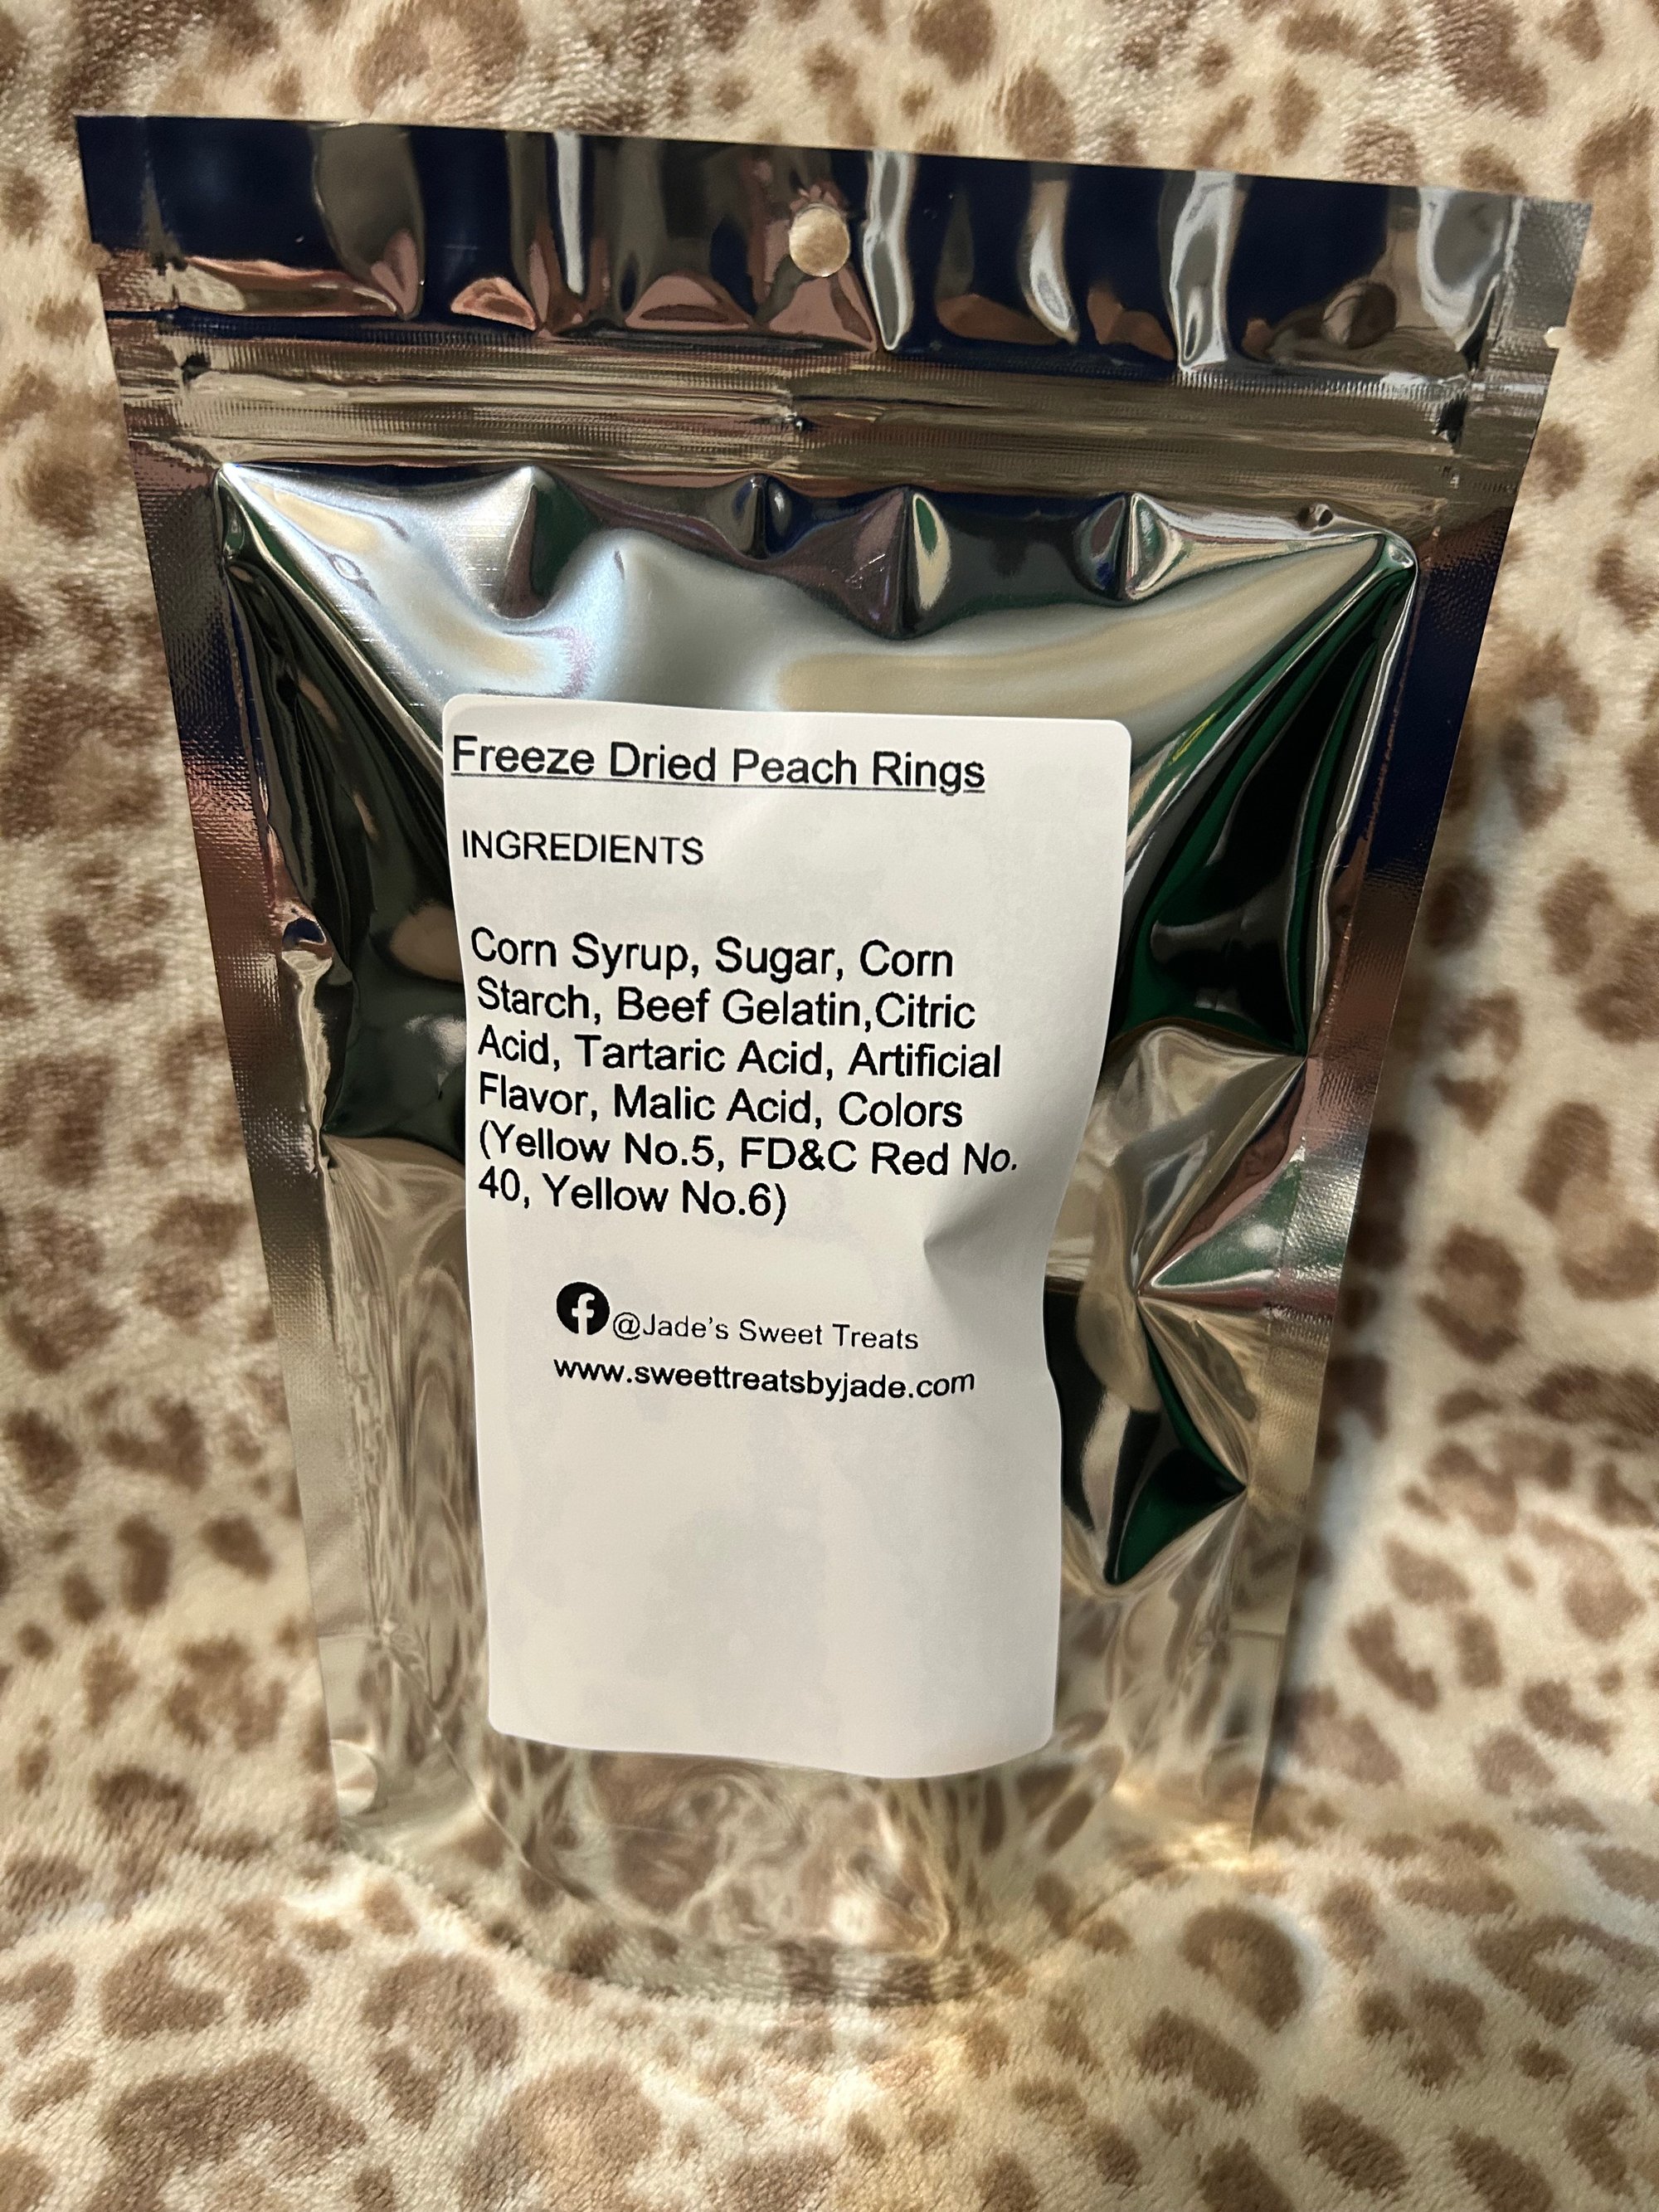 Freeze Dried Peach Rings
INGREDIENTS
Corn Syrup, Sugar, Corn
Starch, Beef Gelatin,Citric
Acid, Tartaric Acid, Artificial
Flavor, Malic Acid, Colors
(Yellow No.5, FD&C Red No.
40, Yellow No.6)
@Jade's Sweet Treats
www.sweettreatsbyjade.com